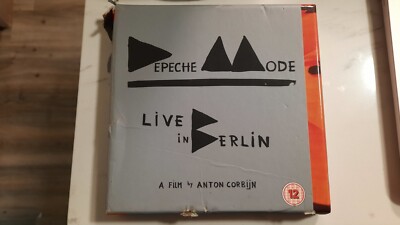 DEPECHE MODE
LIVE
in BERLIN
A FILM by ANTON CORBIJN
12